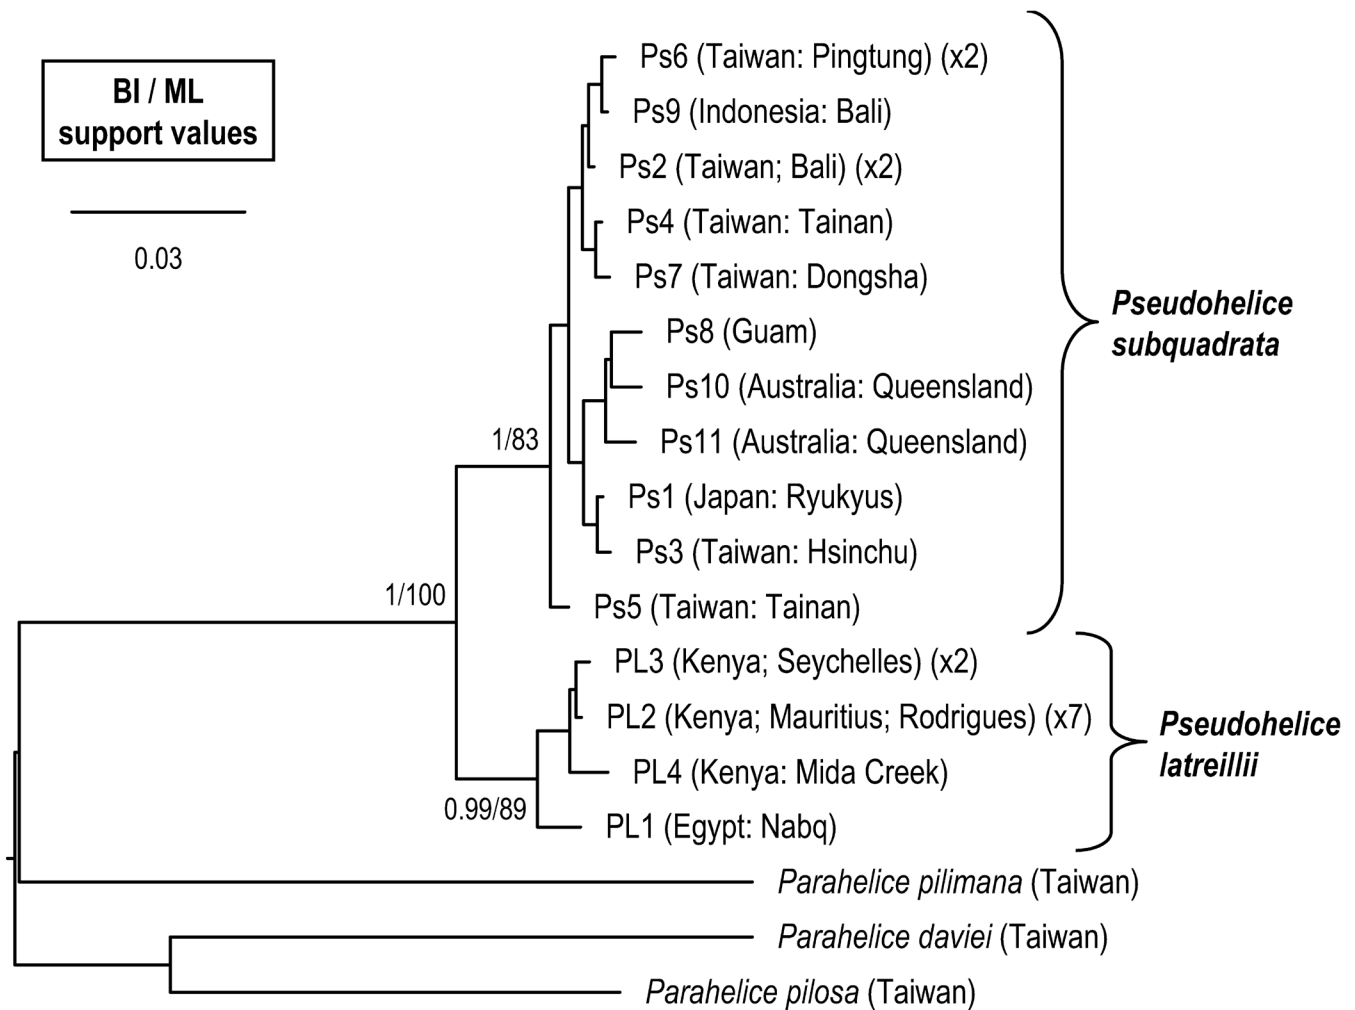 BI / ML
support values
0.03
Ps6 (Taiwan: Pingtung) (x2)
Ps9 (Indonesia: Bali)
Ps2 (Taiwan; Bali) (x2)
Ps4 (Taiwan: Tainan)
Ps7 (Taiwan: Dongsha)
Ps8 (Guam)
Ps10 (Australia: Queensland)
Ps11 (Australia: Queensland)
Ps1 (Japan: Ryukyus)
Ps3 (Taiwan: Hsinchu)
Ps5 (Taiwan: Tainan)
Pseudohelice
subquadrata
1/83
1/100
PL3 (Kenya; Seychelles) (x2)
PL2 (Kenya; Mauritius; Rodrigues) (x7)
PL4 (Kenya: Mida Creek)
PL1 (Egypt: Nabq)
Pseudohelice
latreillii
0.99/89
Parahelice pilimana (Taiwan)
Parahelice daviei (Taiwan)
Parahelice pilosa (Taiwan)